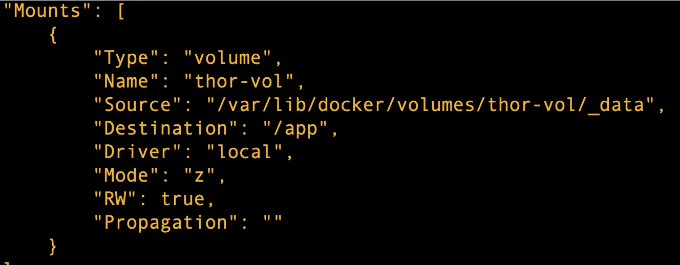 "Mounts": [
    {
        "Type": "volume",
        "Name": "thor-vol",
        "Source": "/var/lib/docker/volumes/thor-vol/_data",
        "Destination": "/app",
        "Driver": "local",
        "Mode": "z",
        "RW": true,
        "Propagation": ""
    }